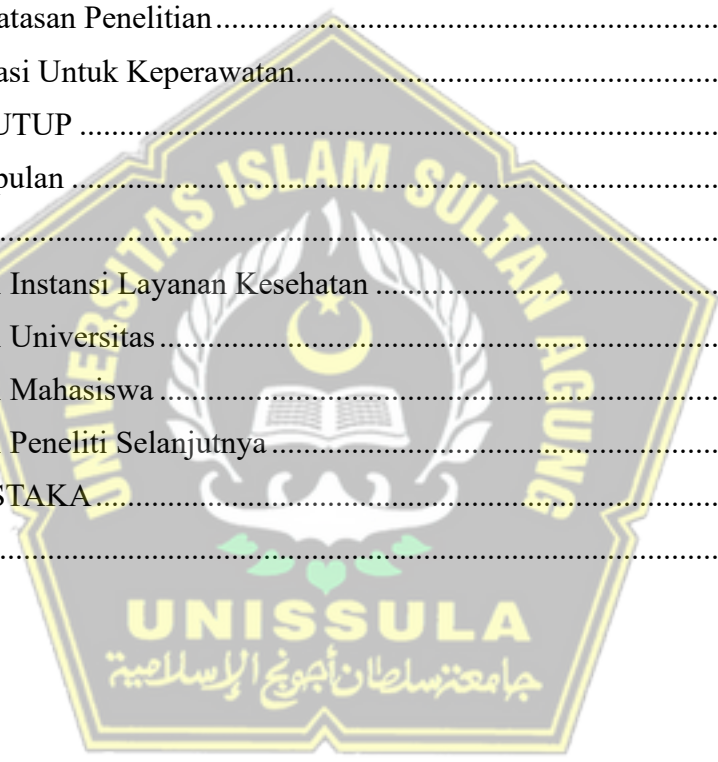 atasan Penelitian
asi Untuk Keperawatan
UTUP
pulan
Instansi Layanan Kesehatan
Universitas
Mahasiswa
Peneliti Selanjutnya
STAKA
UNIVERSITAS ISLAM SULTAN AGUNG
UNISSULA
جامعة سلطان أجونج الإسلامية